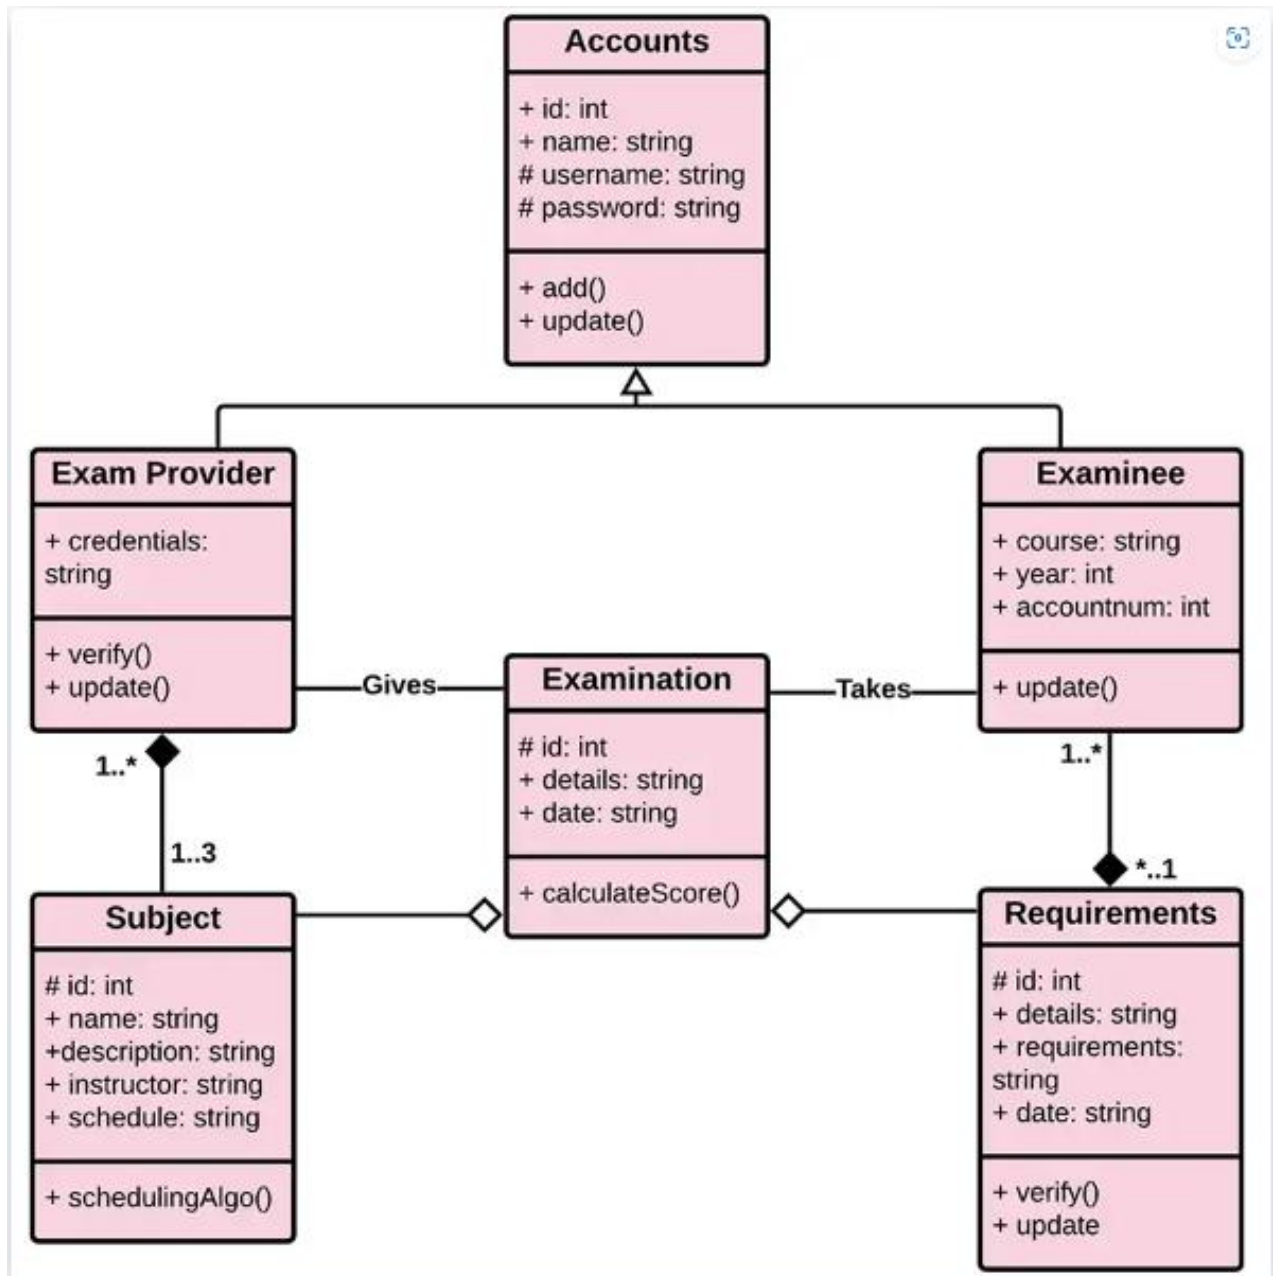 Accounts
+ id: int
+ name: string
# username: string
# password: string
+ add()
+ update()
Exam Provider
+ credentials:
string
+ verify()
+ update()
Examinee
+ course: string
+ year: int
+ accountnum: int
+ update()
Gives
Examination
# id: int
+ details: string
+ date: string
+ calculateScore()
Takes
1..*
1..3
1..*
*..1
Subject
# id: int
+ name: string
+description: string
+ instructor: string
+ schedule: string
+ schedulingAlgo()
Requirements
# id: int
+ details: string
+ requirements:
string
+ date: string
+ verify()
+ update